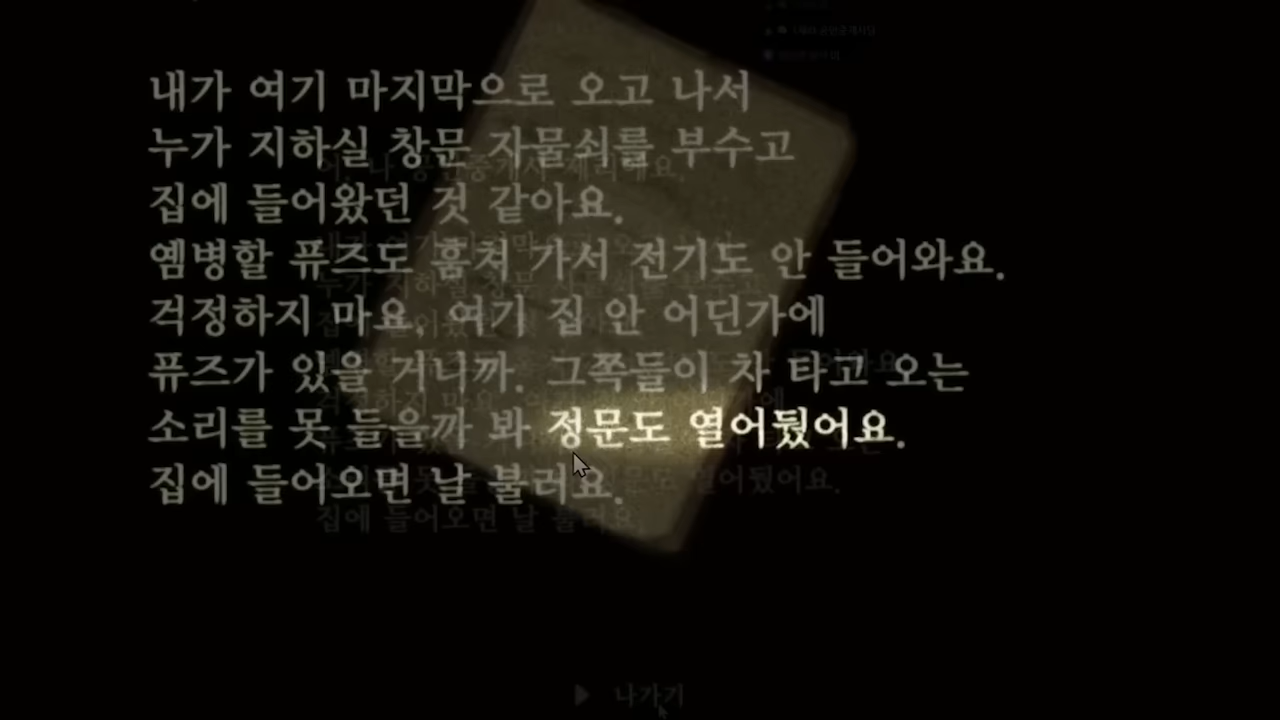 내가 여기 마지막으로 오고 나서
누가 지하실 창문 자물쇠를 부수고
집에 들어왔던 것 같아요.
옘병할 퓨즈도 훔쳐 가서 전기도 안 들어와요.
걱정하지 마요, 여기 집 안 어딘가에
퓨즈가 있을 거니까. 그쪽들이 차 타고 오는
소리를 못 들을까 봐 정문도 열어뒀어요.
집에 들어오면 날 불러요.
나가기